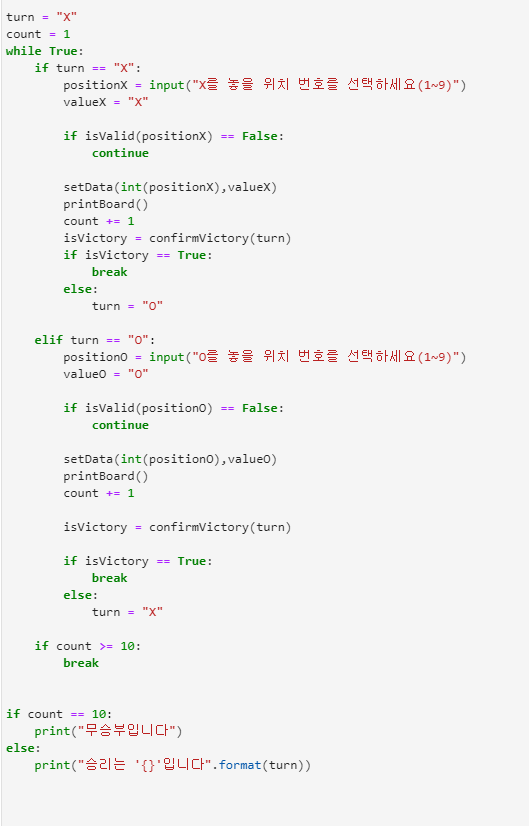 turn = "X"
count = 1
while True:
    if turn == "X":
        positionX = input("X를 놓을 위치 번호를 선택하세요(1~9)")
        valueX = "X"

        if isValid(positionX) == False:
            continue

        setData(int(positionX),valueX)
        printBoard()
        count += 1
        isVictory = confirmVictory(turn)
        if isVictory == True:
            break
        else:
            turn = "O"

    elif turn == "O":
        positionO = input("O를 놓을 위치 번호를 선택하세요(1~9)")
        valueO = "O"

        if isValid(positionO) == False:
            continue

        setData(int(positionO),valueO)
        printBoard()
        count += 1

        isVictory = confirmVictory(turn)

        if isVictory == True:
            break
        else:
            turn = "X"

    if count >= 10:
        break


if count == 10:
    print("무승부입니다")
else:
    print("승리는 '{}'입니다".format(turn))